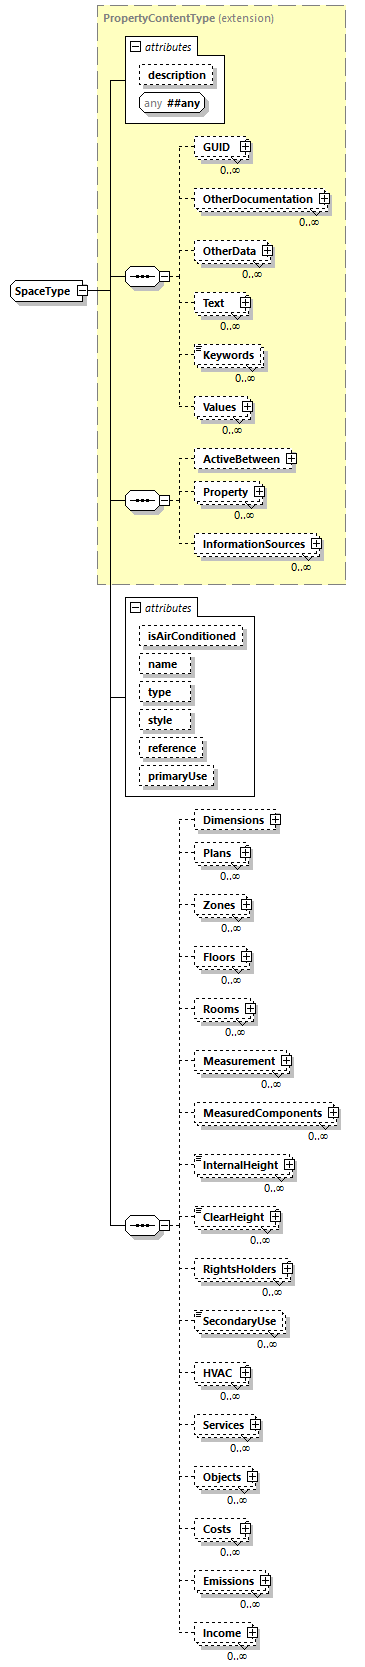 PropertyContentType (extension)
attributes
description
any ##any
GUID
0..∞
OtherDocumentation
0..∞
OtherData
0..∞
SpaceType
Text
0..∞
Keywords
0..∞
Values
0..∞
ActiveBetween
Property
0..∞
InformationSources
0..∞
attributes
isAirConditioned
name
type
style
reference
primaryUse
Dimensions
Plans
0..∞
Zones
0..∞
Floors
0..∞
Rooms
0..∞
Measurement
0..∞
MeasuredComponents
0..∞
InternalHeight
0..∞
ClearHeight
0..∞
RightsHolders
0..∞
SecondaryUse
0..∞
HVAC
0..∞
Services
0..∞
Objects
0..∞
Costs
0..∞
Emissions
0..∞
Income
0..∞